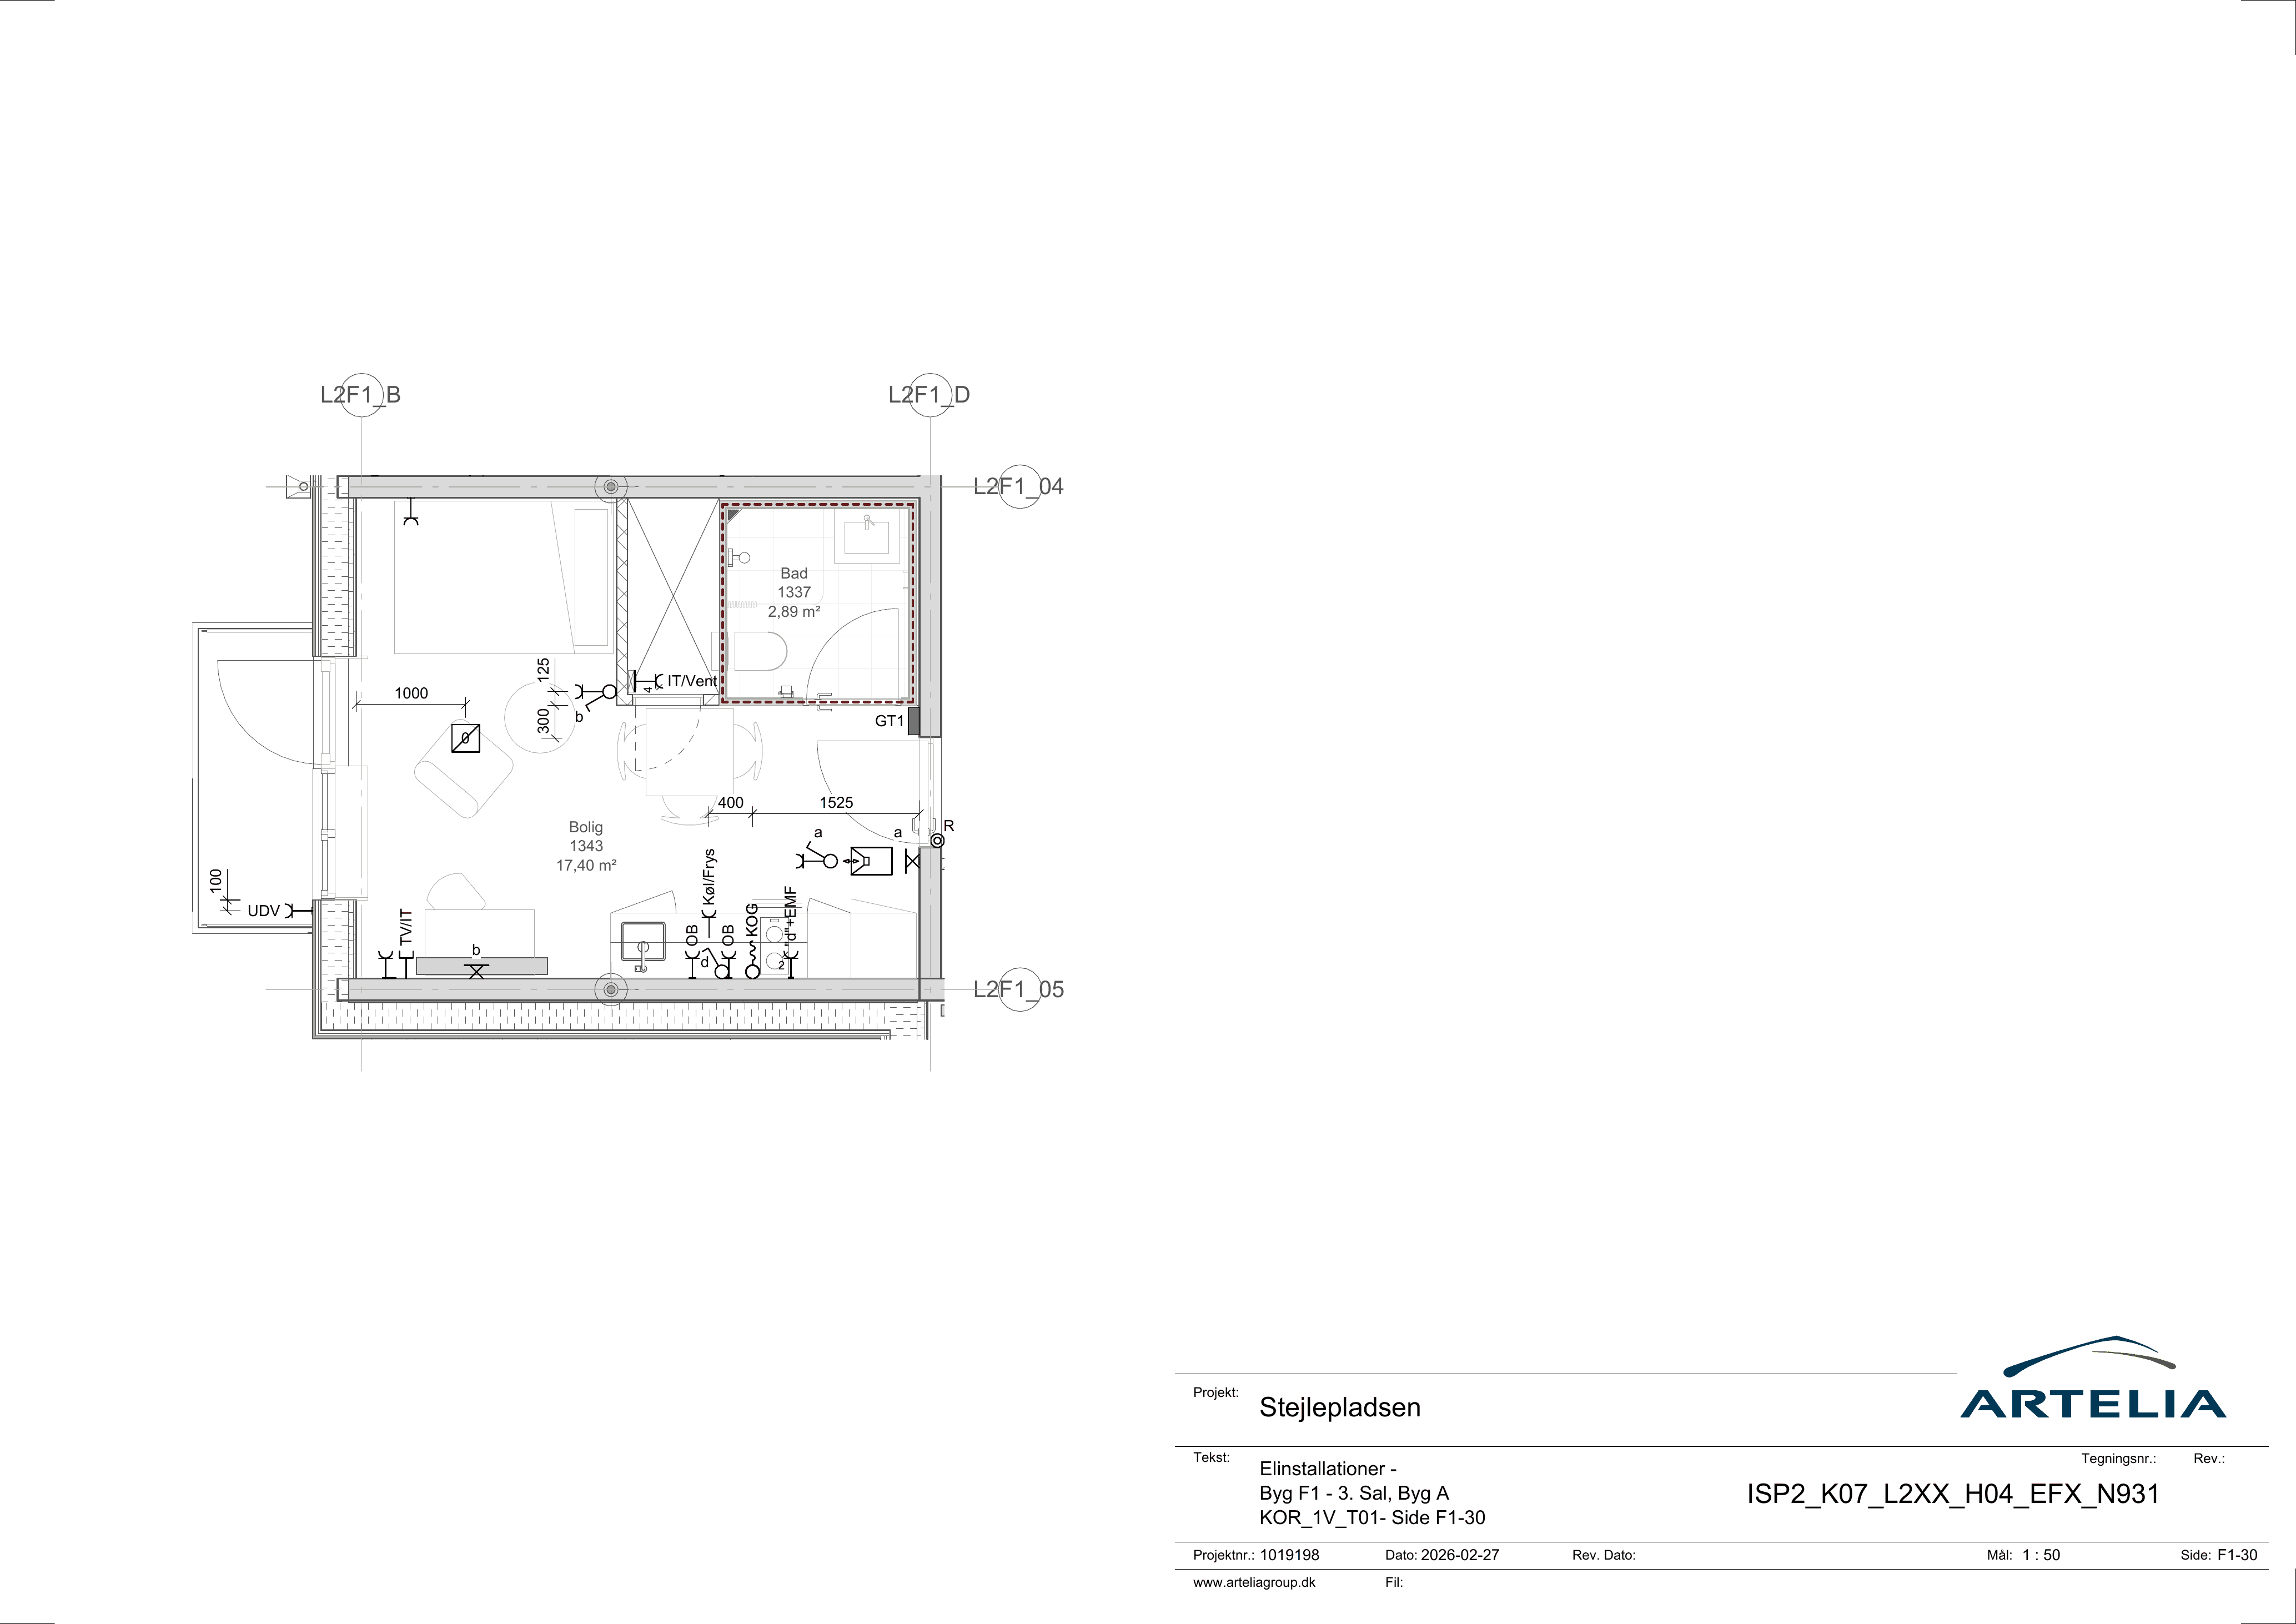 L2F1_B
L2F1_D
L2F1_04
Bad
1337
2,89 m²
125
4
IT/Vent
1000
300
b
GT1
0
400
1525
R
Bolig
1343
17,40 m²
a
a
Køl/Frys
100
UDV
TV/IT
b
OB
d
OB
KOG
2
"d"+EMF
L2F1_05
ARTELIA
Projekt:
Stejlepladsen
Tekst:
Elinstallationer -
Byg F1 - 3. Sal, Byg A
KOR_1V_T01- Side F1-30
Tegningsnr.:
Rev.:
ISP2_K07_L2XX_H04_EFX_N931
Projektnr.: 1019198
Dato: 2026-02-27
Rev. Dato:
Mål: 1 : 50
Side: F1-30
www.arteliagroup.dk
Fil: